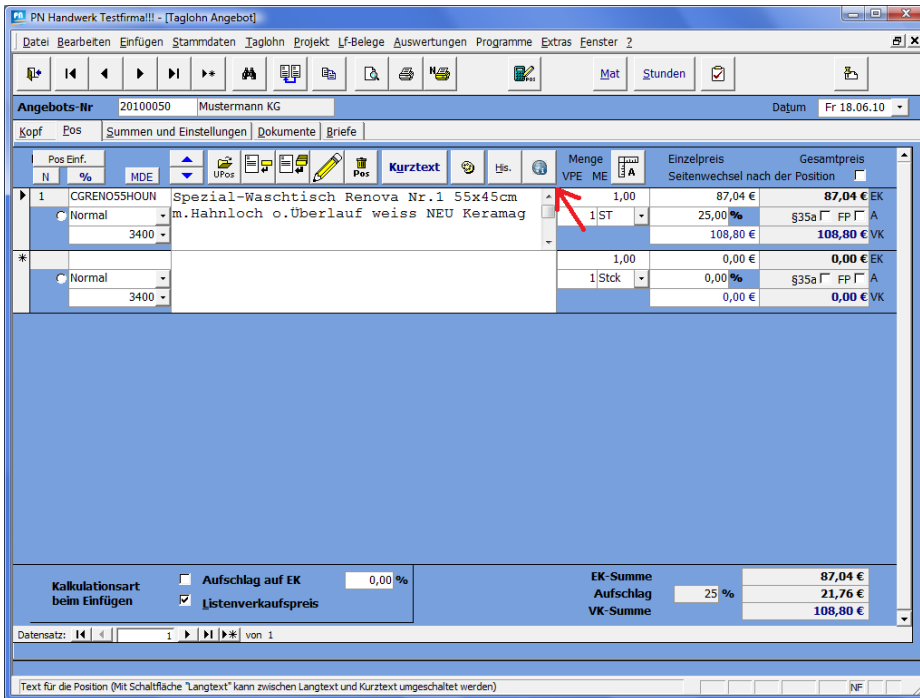 PN Handwerk Testfirma!!! - [Taglohn Angebot]
Datei Bearbeiten Einfügen Stammdaten Taglohn Projekt Lf-Belege Auswertungen Programme Extras Fenster ?
Mat Stunden
Angebots-Nr 20100050 Mustermann KG Datum Fr 18.06.10
Kopf Pos Summen und Einstellungen Dokumente Briefe
Pos Einf. N % MDE UPos Pos Kurztext His. Menge VPE ME A Einzelpreis Gesamtpreis
Seitenwechsel nach der Position
1 CGRENO55HOUN Spezial-Waschtisch Renova Nr.1 55x45cm 1,00 87,04 € 87,04 € EK
Normal m.Hahnloch o.Überlauf weiss NEU Keramag 1 ST 25,00 % §35a FP A
3400 108,80 € 108,80 € VK
1,00 0,00 € 0,00 € EK
Normal 1 Stck 0,00 % §35a FP A
3400 0,00 € 0,00 € VK
Kalkulationsart beim Einfügen
Aufschlag auf EK 0,00 %
Listenverkaufspreis
EK-Summe 87,04 €
Aufschlag 25 % 21,76 €
VK-Summe 108,80 €
Datensatz: 1 von 1
Text für die Position (Mit Schaltfläche "Langtext" kann zwischen Langtext und Kurztext umgeschaltet werden) NF